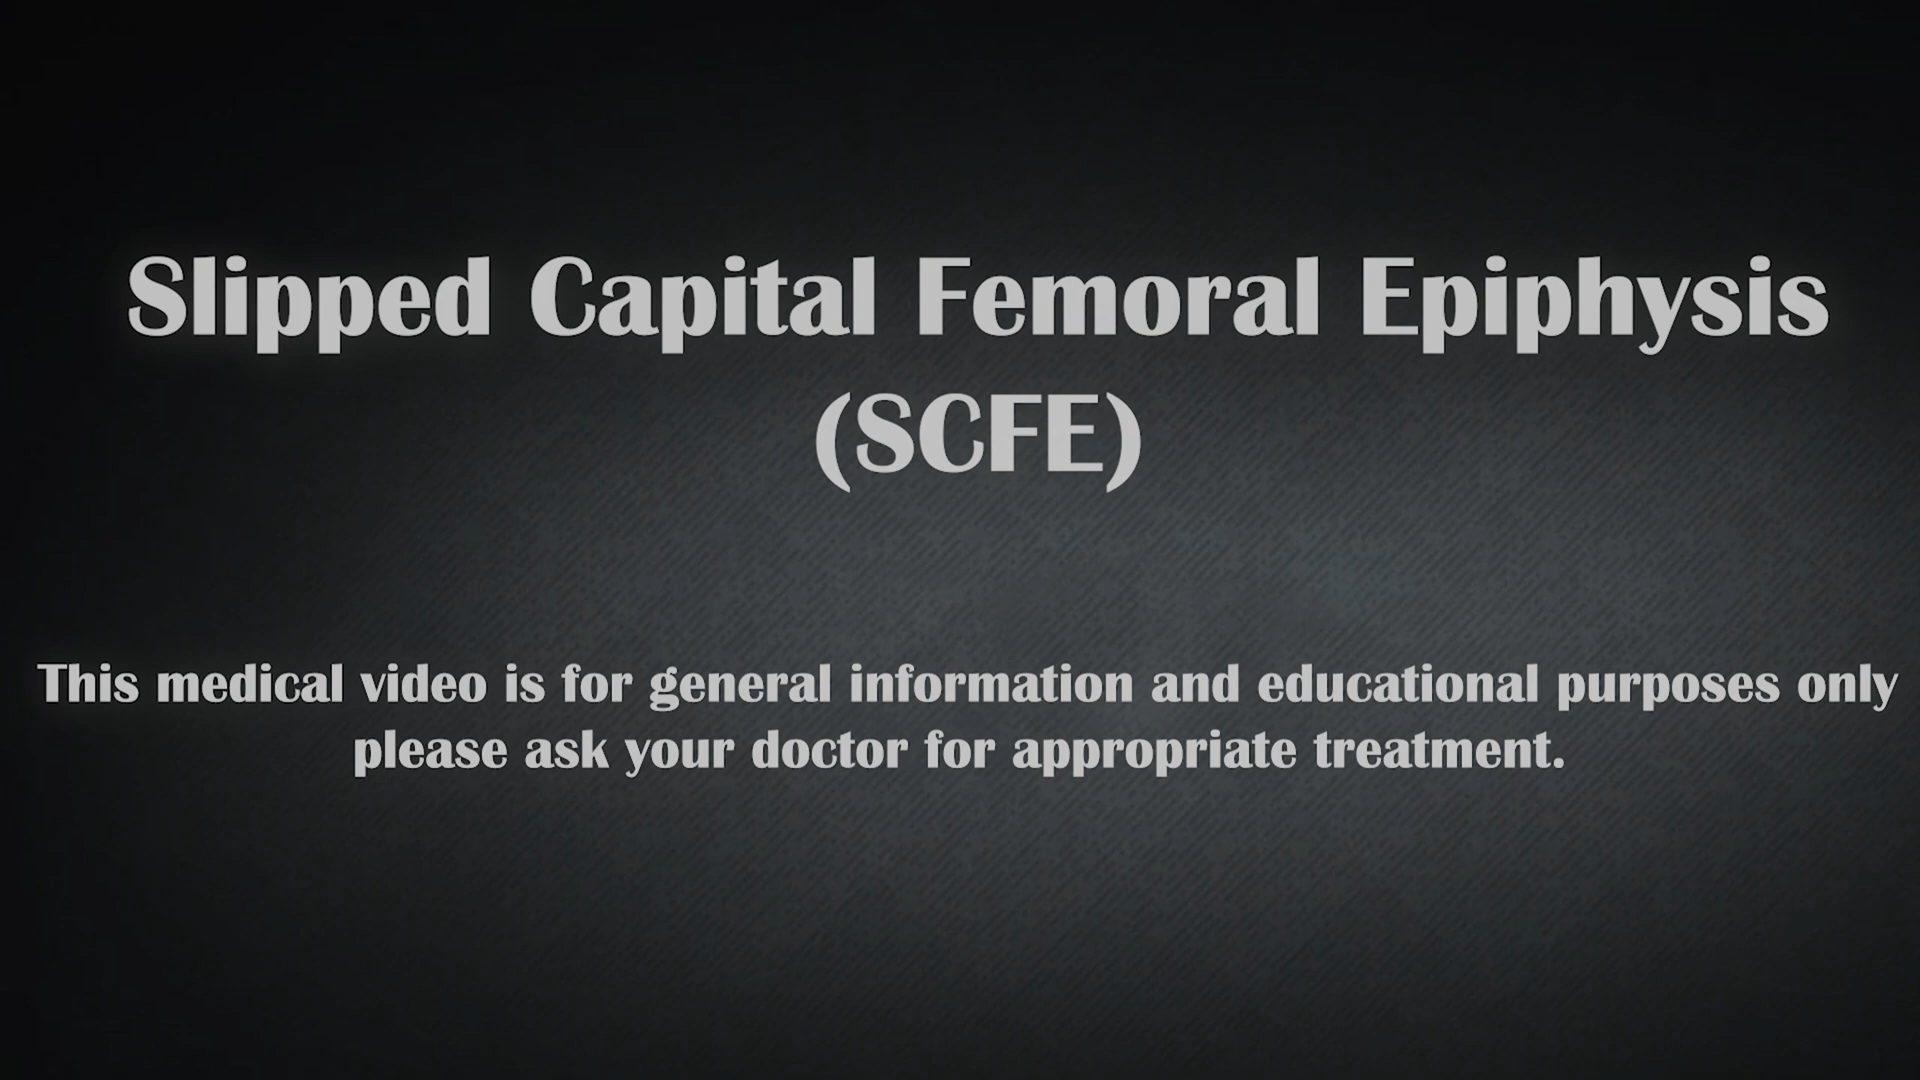 Slipped Capital Femoral Epiphysis
(SCFE)
This medical video is for general information and educational purposes only
please ask your doctor for appropriate treatment.